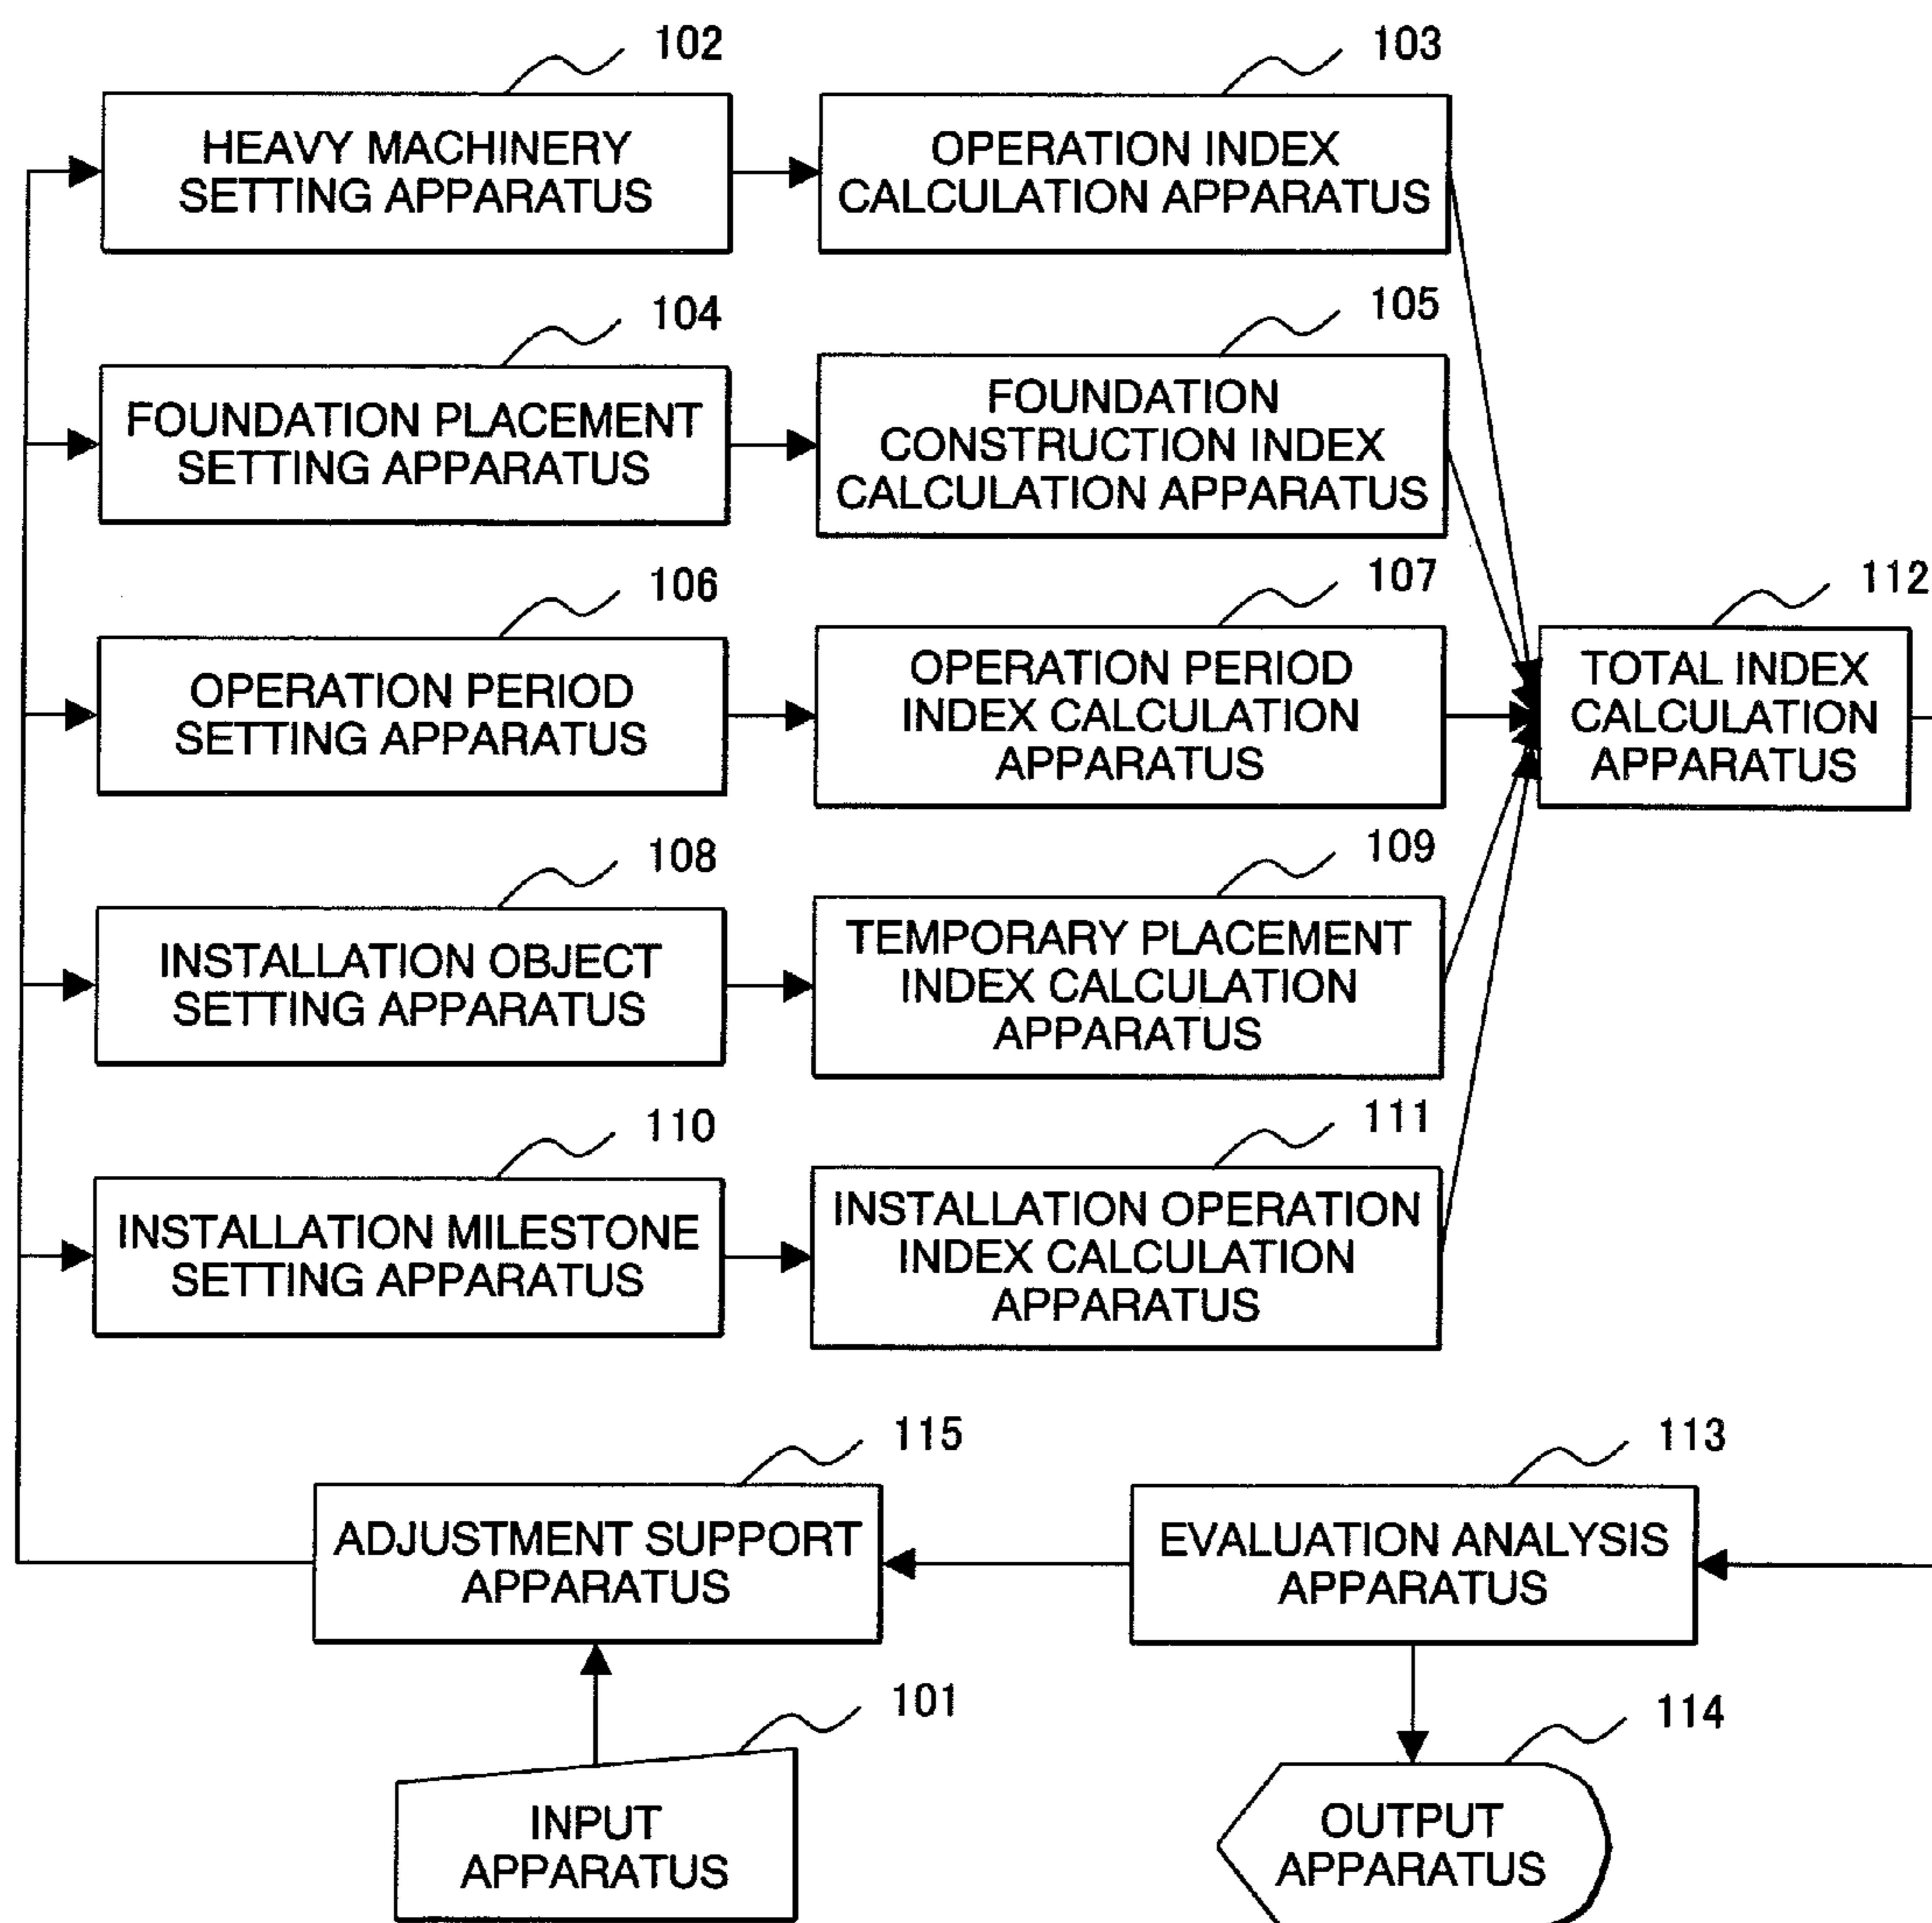 102
103
HEAVY MACHINERY
SETTING APPARATUS
OPERATION INDEX
CALCULATION APPARATUS
104
105
FOUNDATION PLACEMENT
SETTING APPARATUS
FOUNDATION
CONSTRUCTION INDEX
CALCULATION APPARATUS
106
107
112
OPERATION PERIOD
SETTING APPARATUS
OPERATION PERIOD
INDEX CALCULATION
APPARATUS
TOTAL INDEX
CALCULATION
APPARATUS
108
109
INSTALLATION OBJECT
SETTING APPARATUS
TEMPORARY PLACEMENT
INDEX CALCULATION
APPARATUS
110
111
INSTALLATION MILESTONE
SETTING APPARATUS
INSTALLATION OPERATION
INDEX CALCULATION
APPARATUS
115
113
ADJUSTMENT SUPPORT
APPARATUS
EVALUATION ANALYSIS
APPARATUS
101
114
INPUT
APPARATUS
OUTPUT
APPARATUS